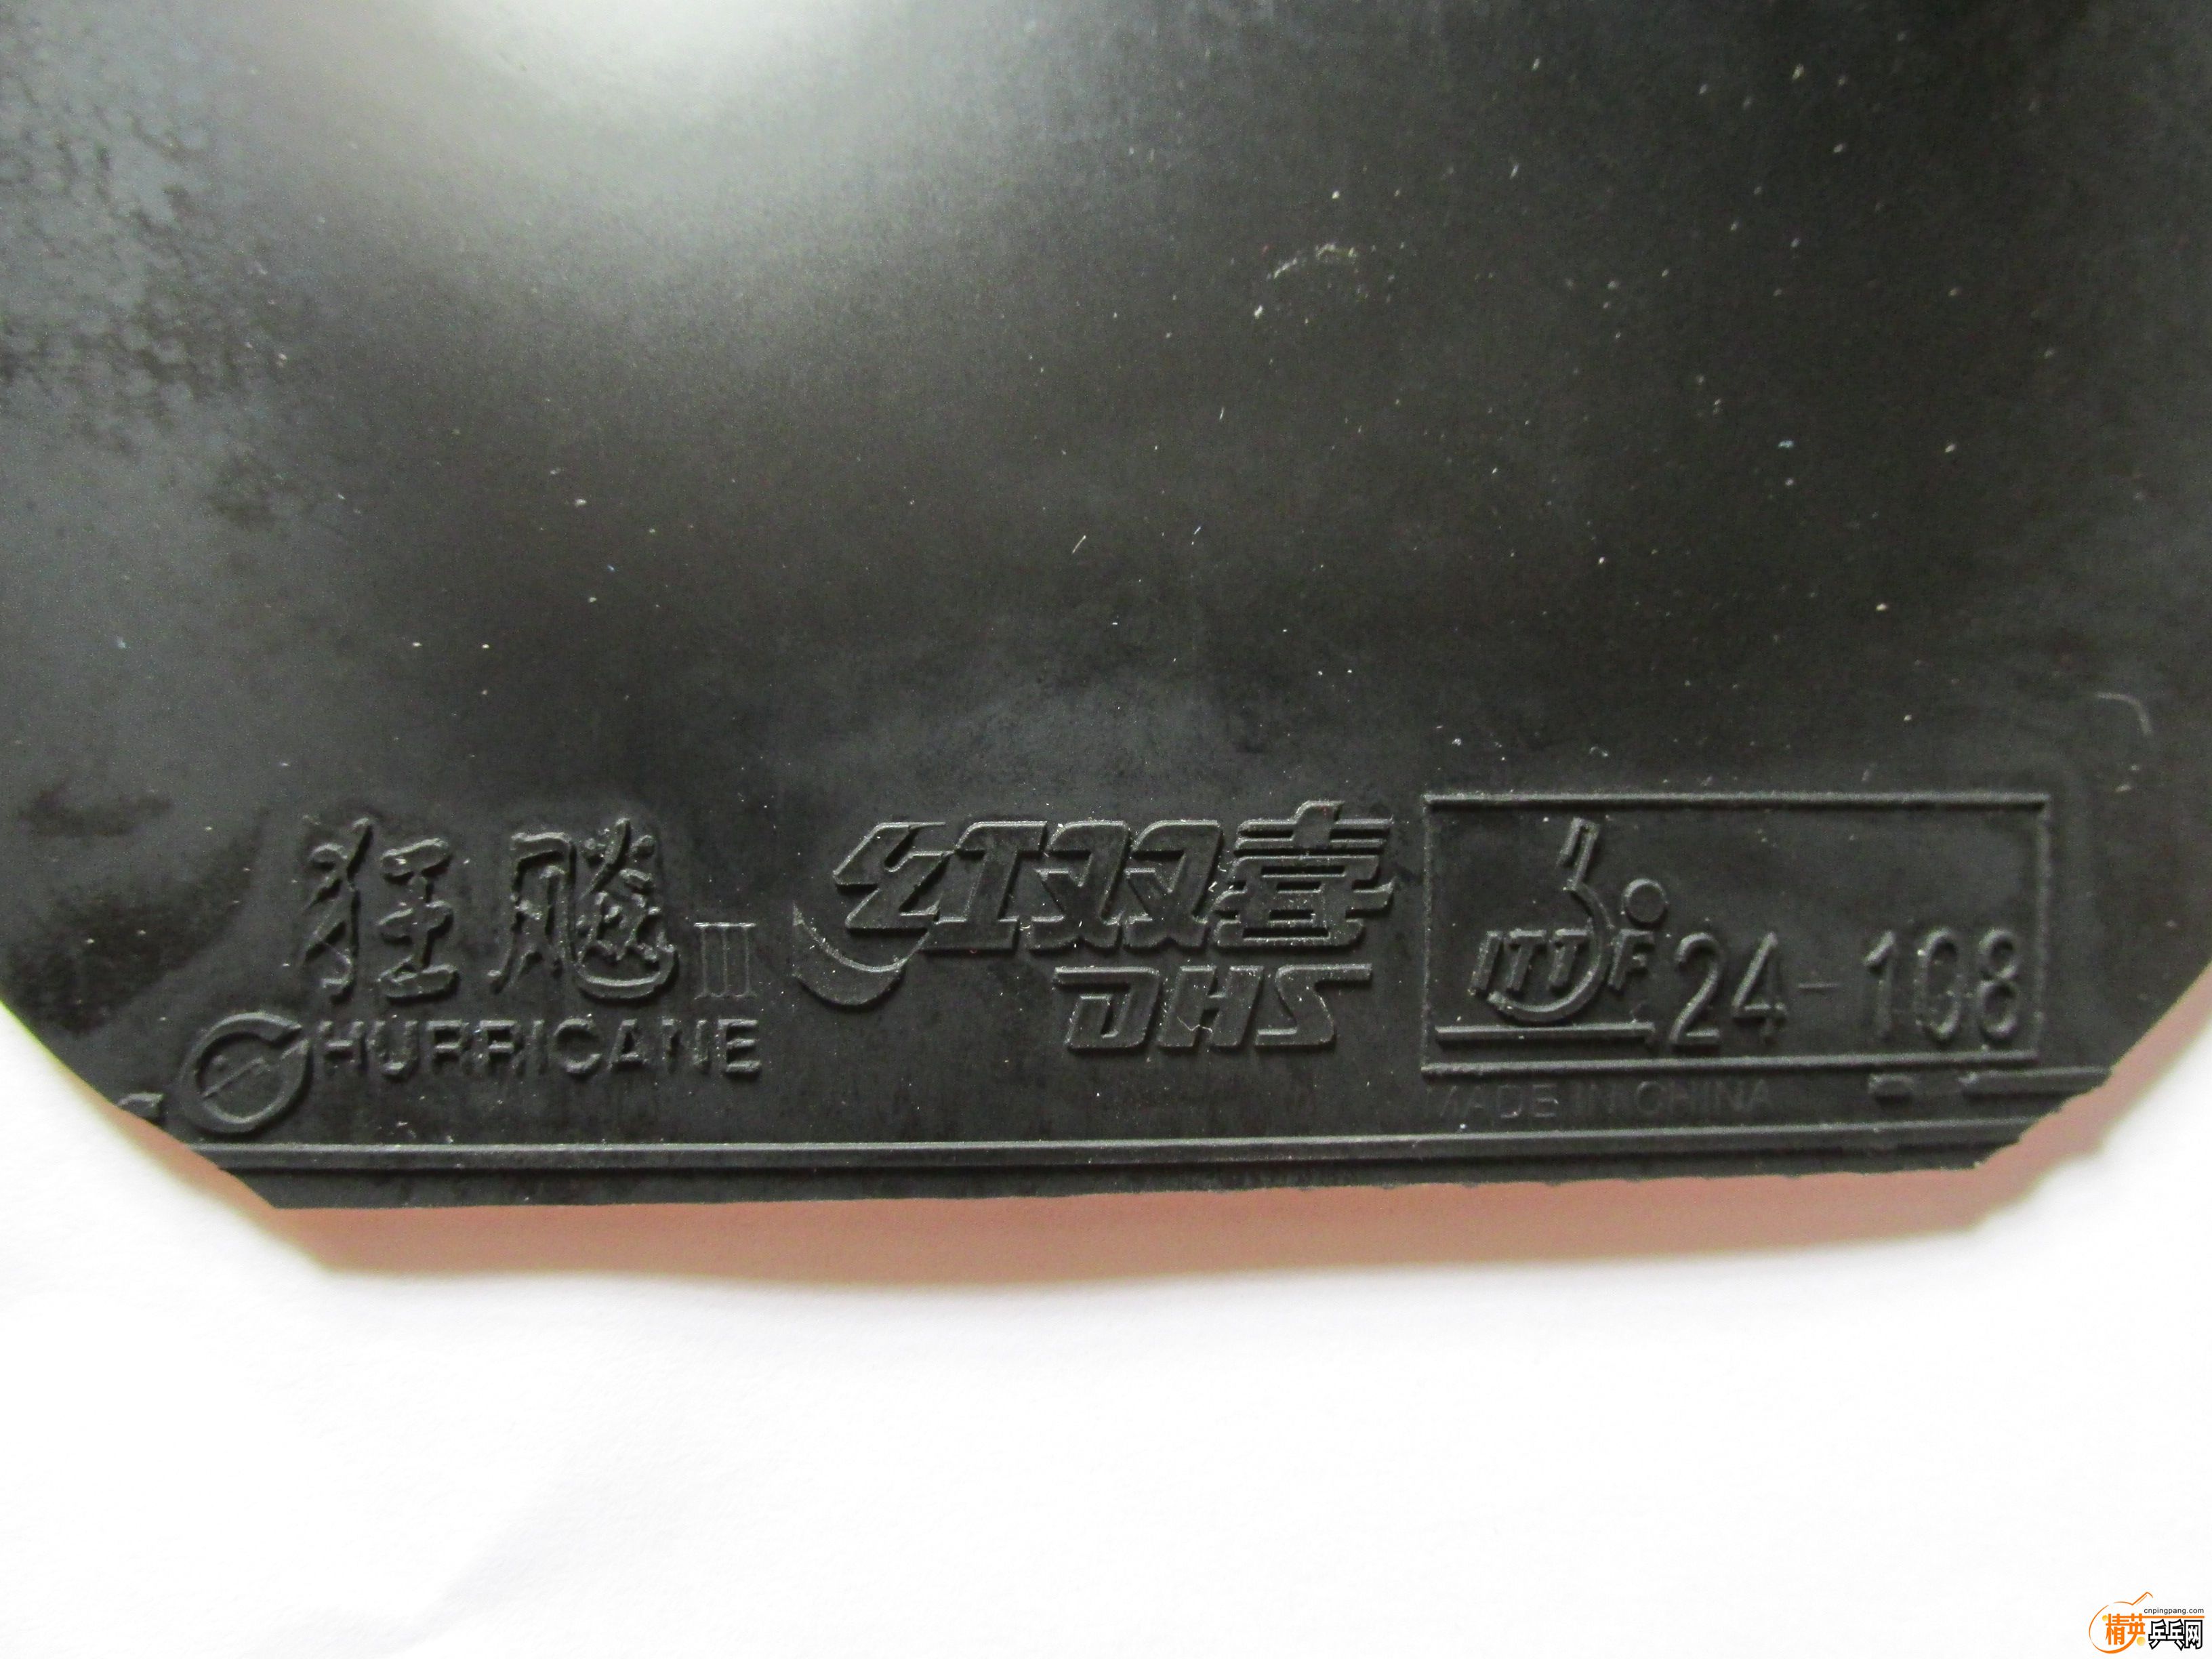 狂飚 III
HURRICANE
红双喜
DHS
ITTF 24-108
MADE IN CHINA
cnpingpang.com
精英乒乓网